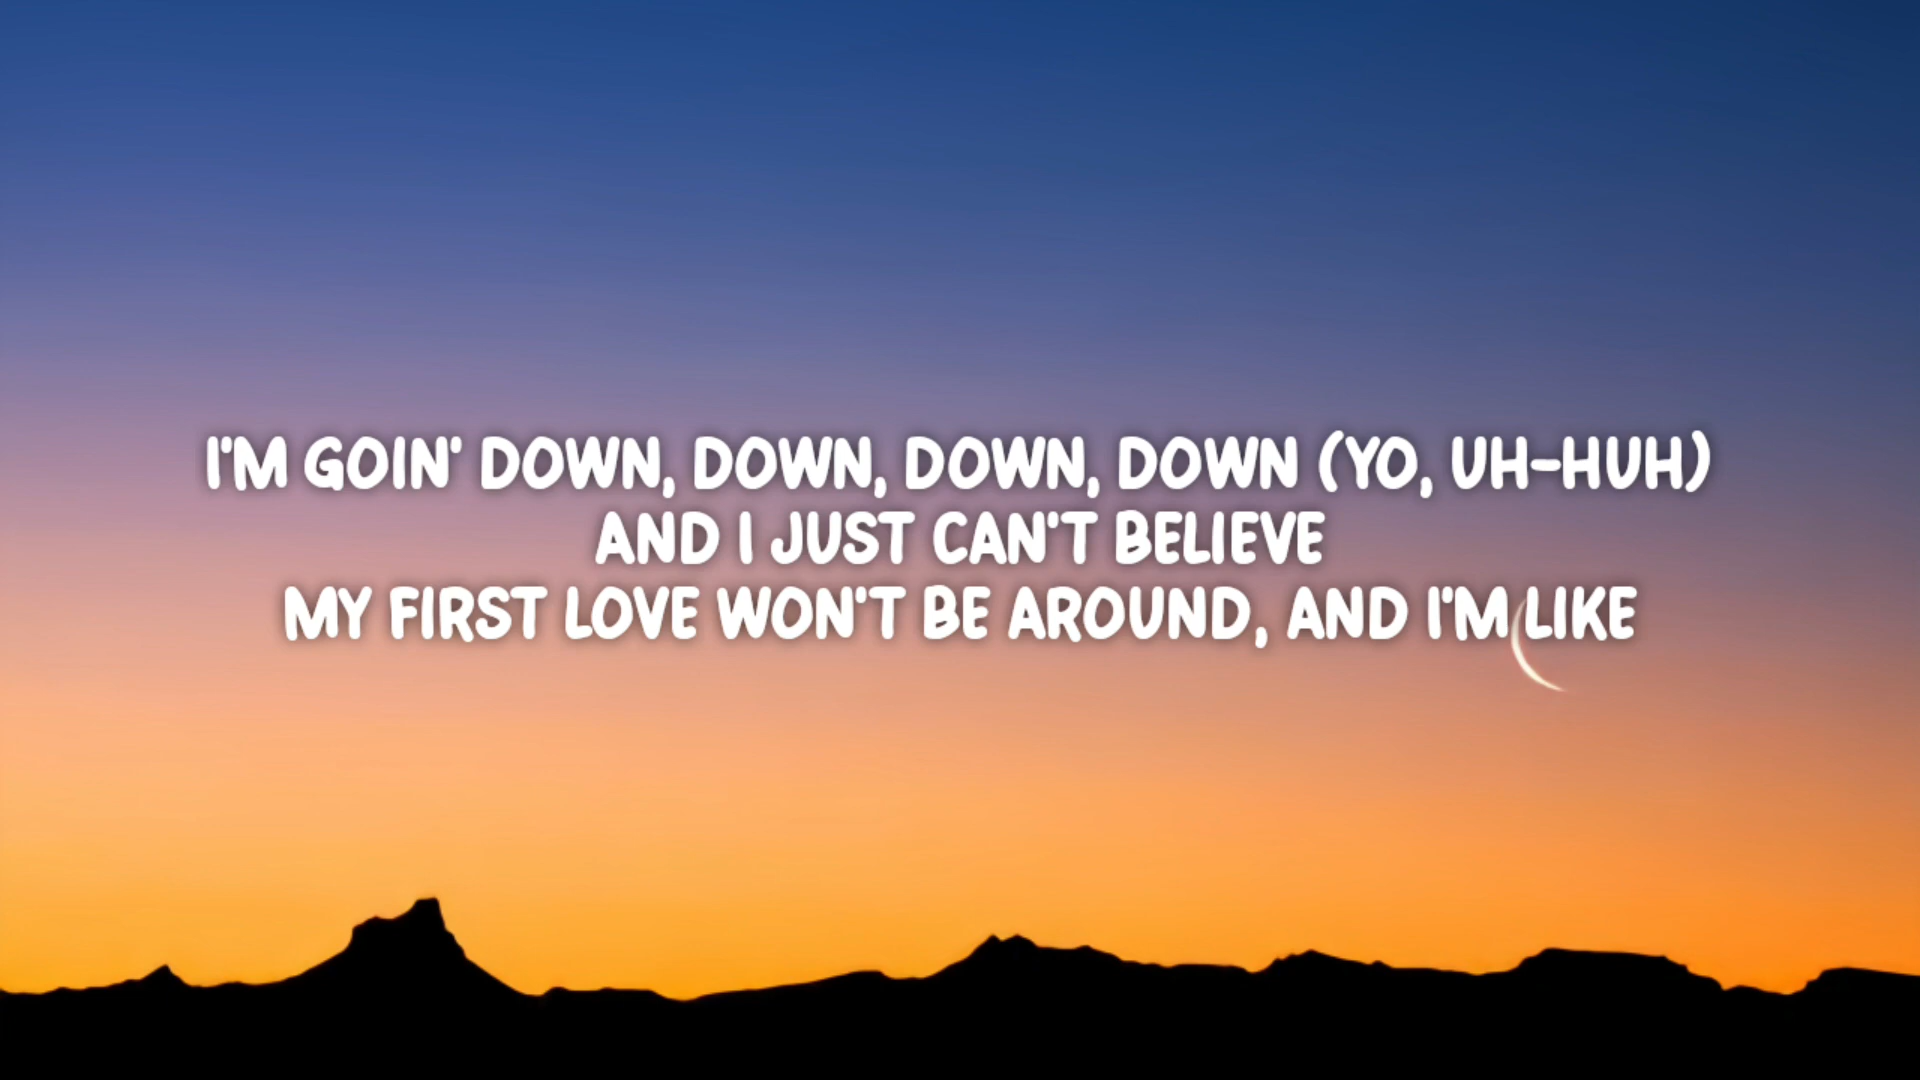 I'M GOIN' DOWN, DOWN, DOWN, DOWN (YO, UH-HUH)
AND I JUST CAN'T BELIEVE
MY FIRST LOVE WON'T BE AROUND, AND I'M LIKE